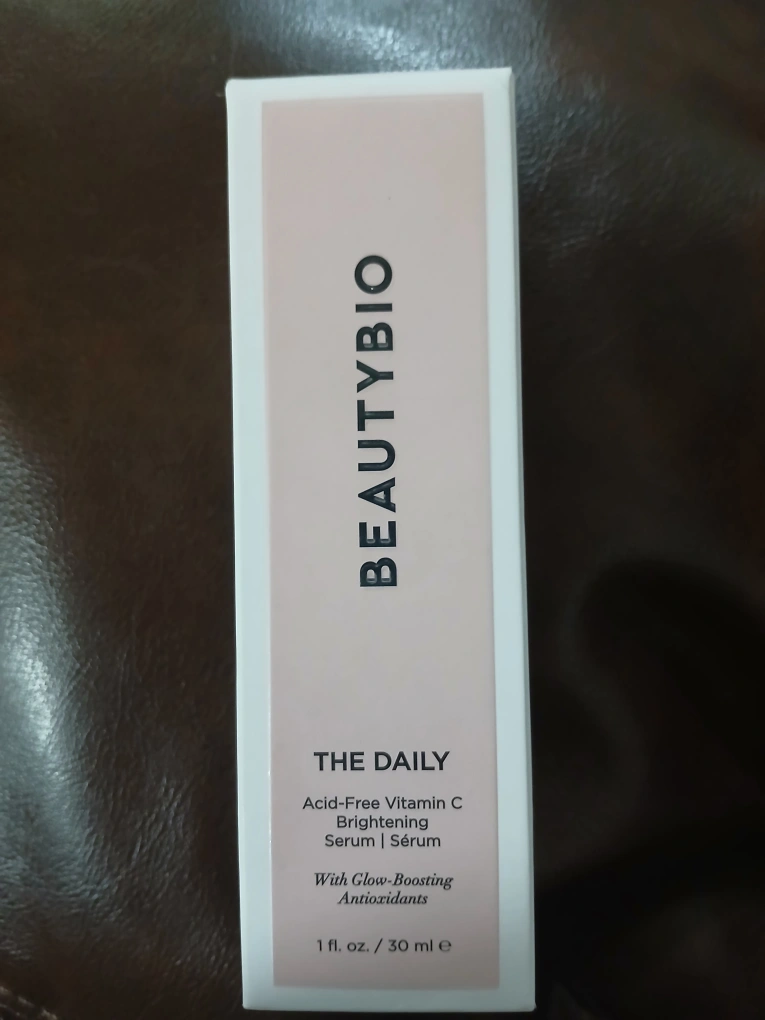 BEAUTYBIO
THE DAILY
Acid-Free Vitamin C
Brightening
Serum | Sérum
With Glow-Boosting
Antioxidants
1 fl. oz. / 30 ml ℮